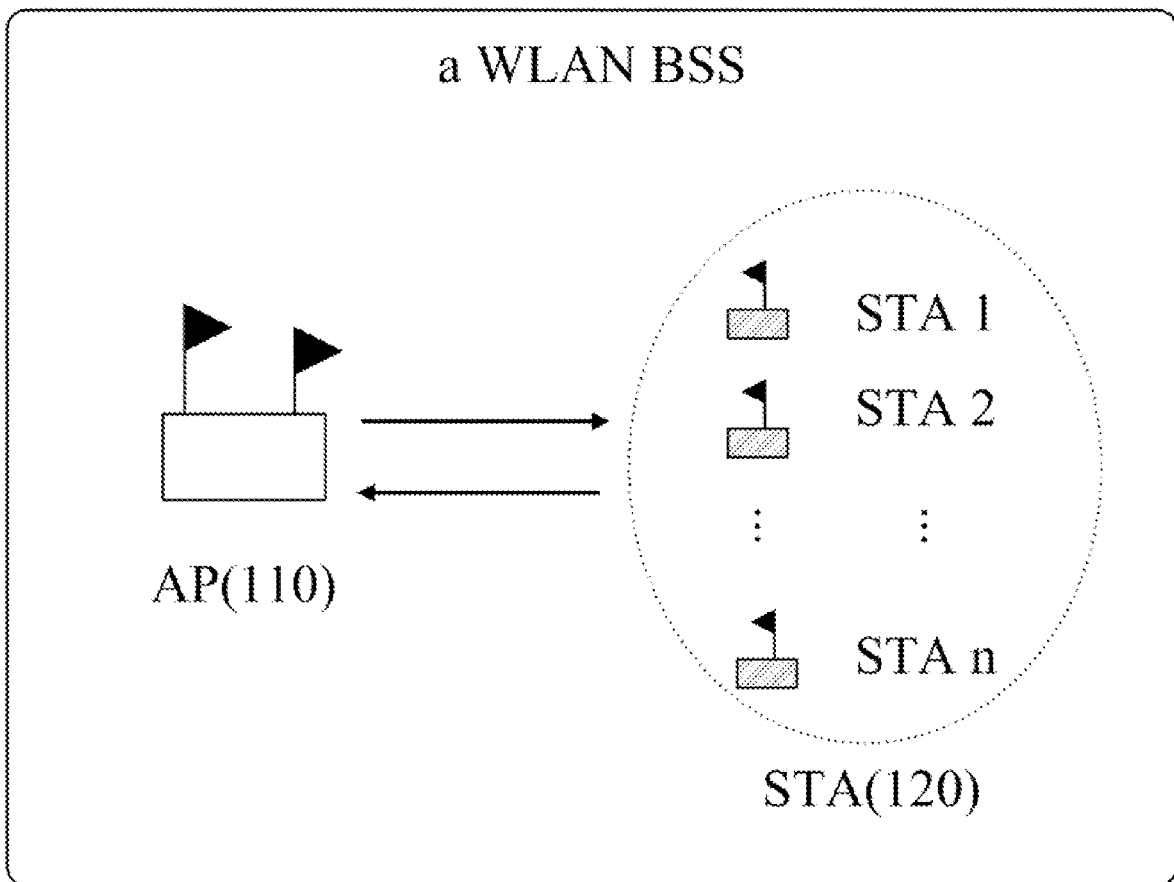 a WLAN BSS
STA 1
STA 2
⋮ ⋮
STA n
AP(110)
STA(120)